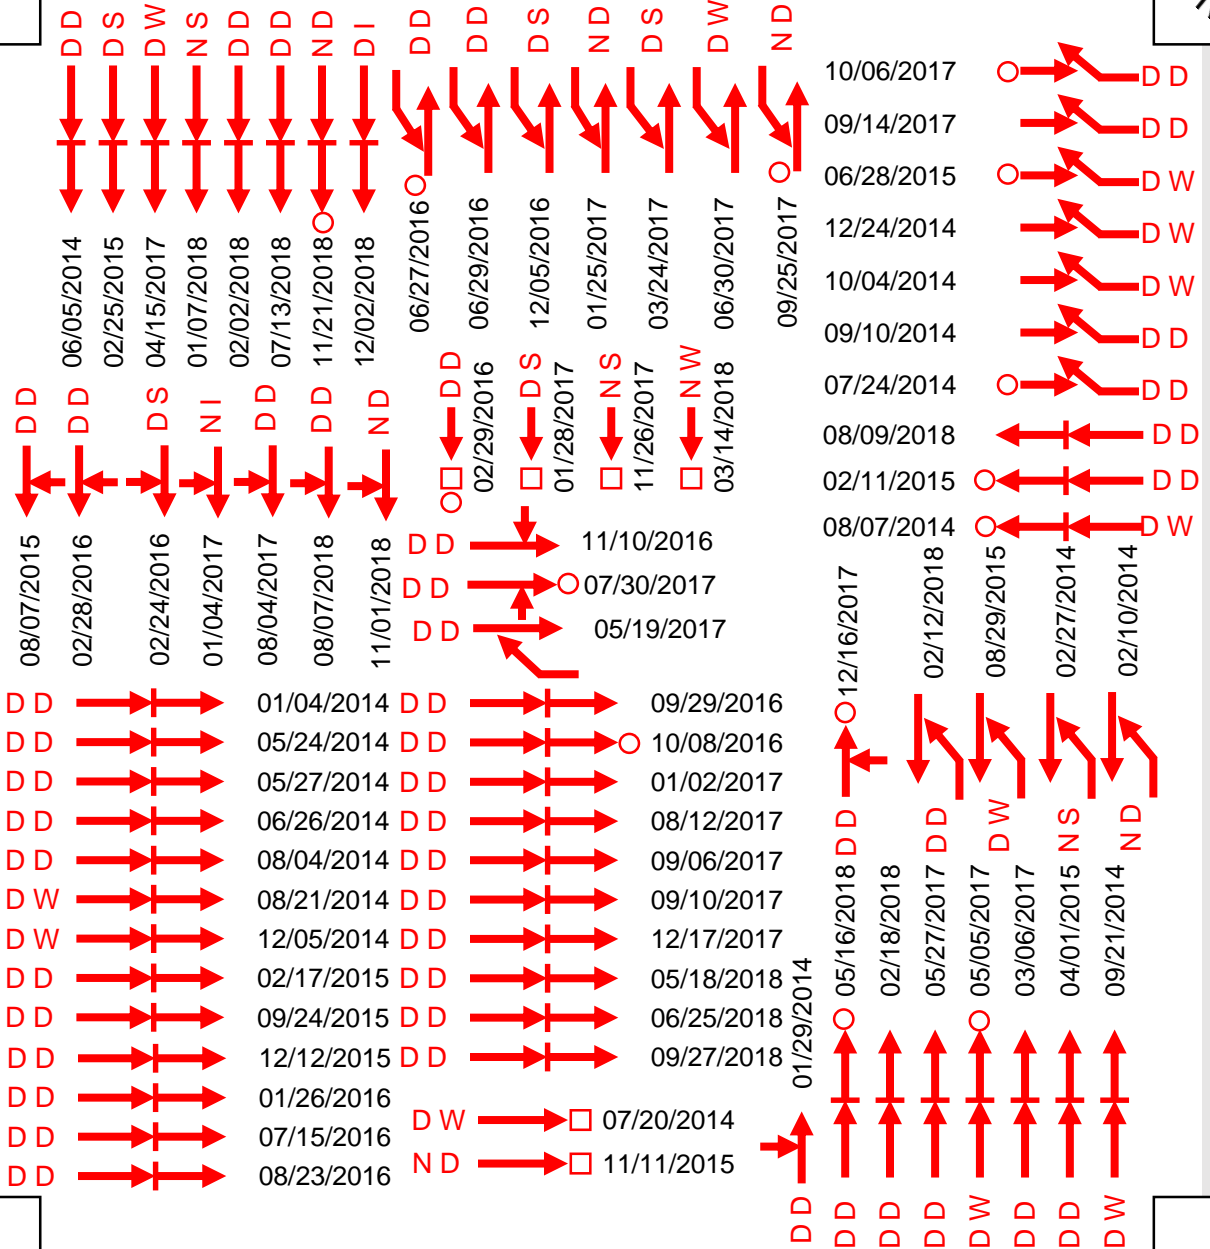 D D
D S
D W
N S
D D
D D
N D
D I
06/05/2014
02/25/2015
04/15/2017
01/07/2018
02/02/2018
07/13/2018
11/21/2018
12/02/2018
D D
D D
D S
N D
D S
D W
N D
06/27/2016
06/29/2016
12/05/2016
01/25/2017
03/24/2017
06/30/2017
09/25/2017
10/06/2017 D D
09/14/2017 D D
06/28/2015 D W
12/24/2014 D W
10/04/2014 D W
09/10/2014 D D
07/24/2014 D D
08/09/2018 D D
02/11/2015 D D
08/07/2014 D W
D D
D D
D S
N I
D D
D D
N D
08/07/2015
02/28/2016
02/24/2016
01/04/2017
08/04/2017
08/07/2018
11/01/2018
D D
02/29/2016
D S
01/28/2017
N S
11/26/2017
N W
03/14/2018
D D 11/10/2016
D D 07/30/2017
D D 05/19/2017
12/16/2017
02/12/2018
08/29/2015
02/27/2014
02/10/2014
D D
D D
D W
N S
N D
D D 01/04/2014
D D 05/24/2014
D D 05/27/2014
D D 06/26/2014
D D 08/04/2014
D W 08/21/2014
D W 12/05/2014
D D 02/17/2015
D D 09/24/2015
D D 12/12/2015
D D 01/26/2016
D D 07/15/2016
D D 08/23/2016
D D 09/29/2016
D D 10/08/2016
D D 01/02/2017
D D 08/12/2017
D D 09/06/2017
D D 09/10/2017
D D 12/17/2017
D D 05/18/2018
D D 06/25/2018
D D 09/27/2018
D W 07/20/2014
N D 11/11/2015
01/29/2014
05/16/2018
02/18/2018
05/27/2017
05/05/2017
03/06/2017
04/01/2015
09/21/2014
D D
D D
D D
D D
D W
D D
D D
D W